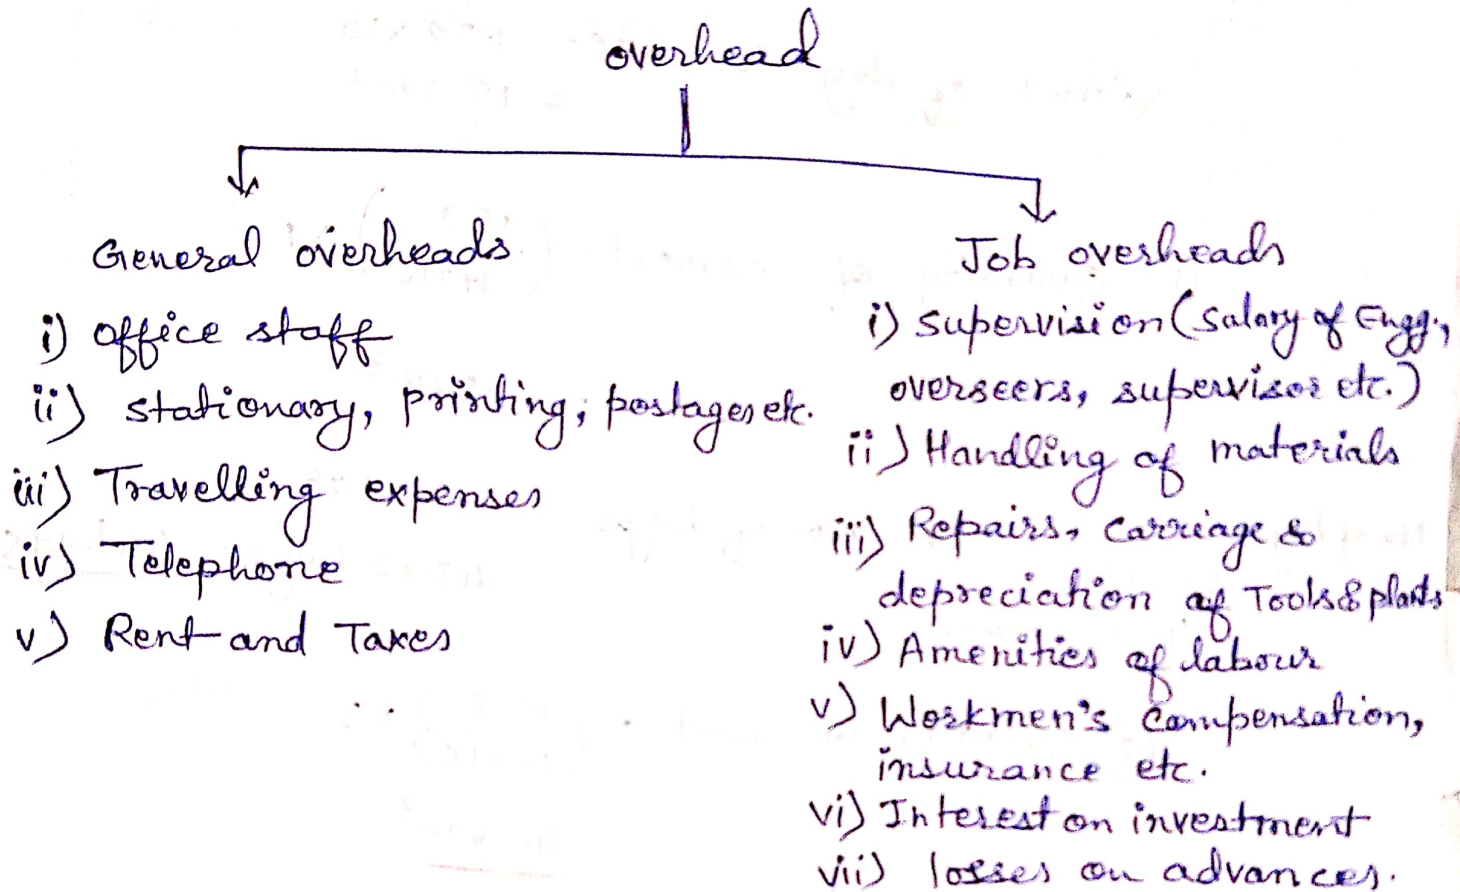 overhead
General overheads
i) office staff
ii) stationary, printing, postages etc.
iii) Travelling expenses
iv) Telephone
v) Rent and Taxes
Job overheads
i) supervision (salary of Engg.,
overseers, supervisor etc.)
ii) Handling of materials
iii) Repairs, carriage &
depreciation of Tools & plants
iv) Amenities of labour
v) Workmen's compensation,
insurance etc.
vi) Interest on investment
vii) losses on advances.